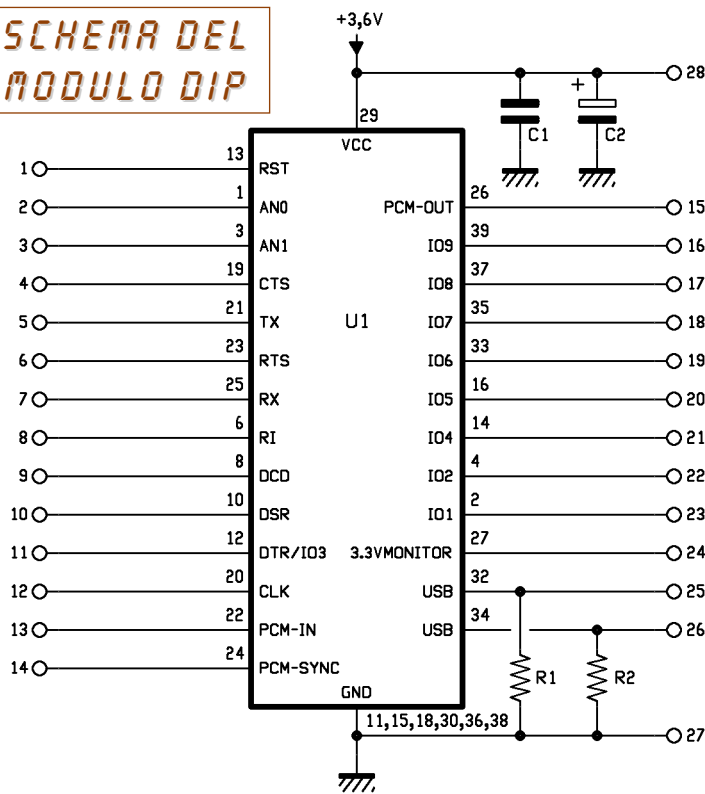 SCHEMA DEL
MODULO DIP
+3,6V
28
29
VCC
+
C1
C2
1
13
RST
2
1
AN0
PCM-OUT
26
15
3
3
AN1
IO9
39
16
4
19
CTS
IO8
37
17
5
21
TX
U1
IO7
35
18
6
23
RTS
IO6
33
19
7
25
RX
IO5
16
20
8
6
RI
IO4
14
21
9
8
DCD
IO2
4
22
10
10
DSR
IO1
2
23
11
12
DTR/IO3
3.3VMONITOR
27
24
12
20
CLK
USB
32
25
13
22
PCM-IN
USB
34
26
14
24
PCM-SYNC
R1
R2
GND
11,15,18,30,36,38
27